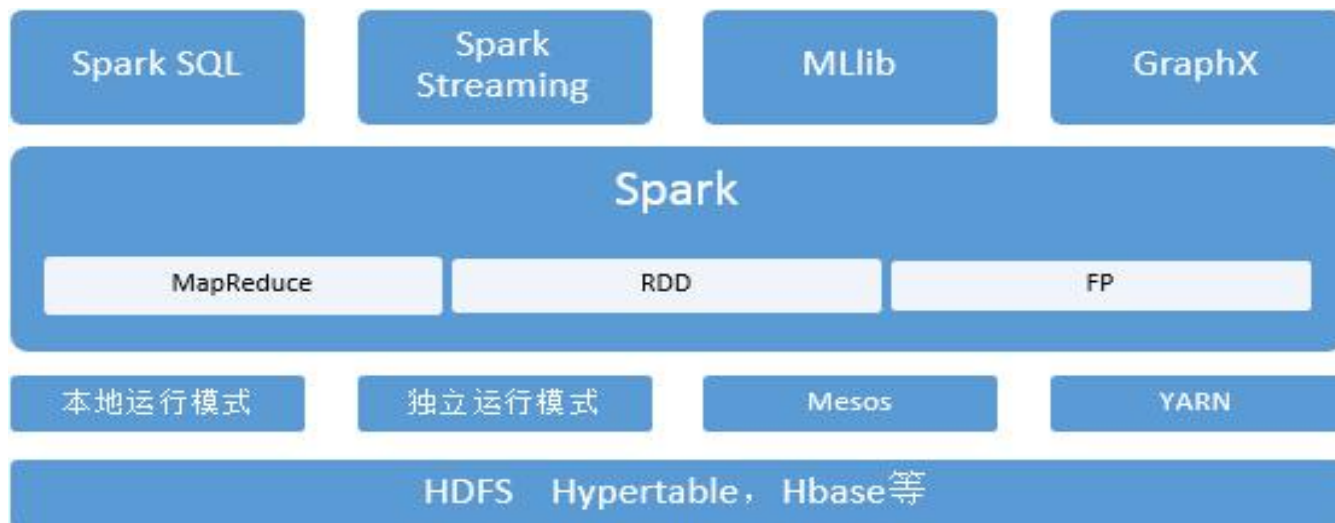 Spark SQL
Spark
Streaming
MLlib
GraphX
Spark
MapReduce
RDD
FP
本地运行模式
独立运行模式
Mesos
YARN
HDFS Hypertable，Hbase等